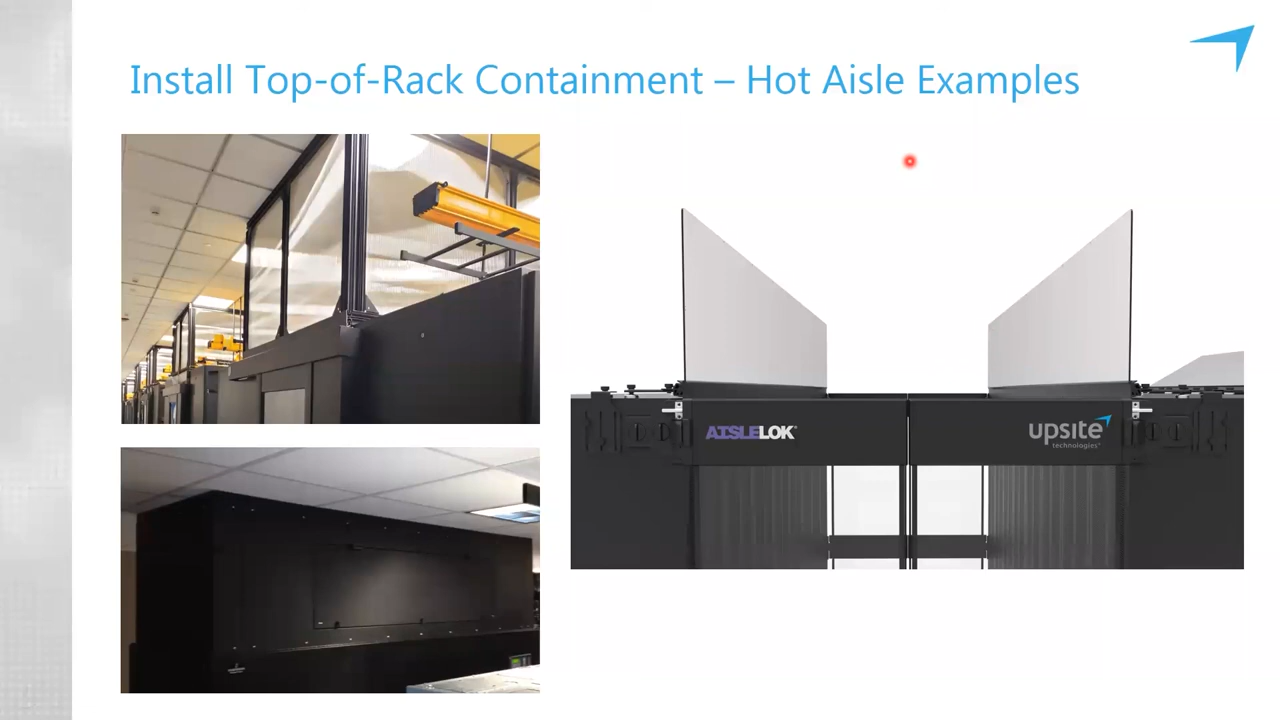 Install Top-of-Rack Containment – Hot Aisle Examples
AISLELOK®
upsite
technologies®